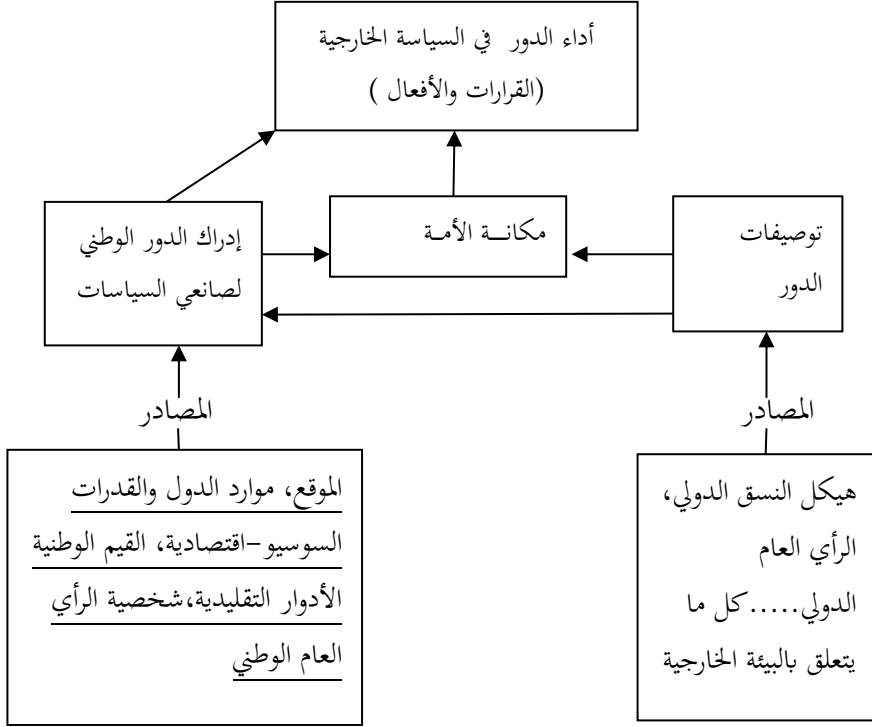 أداء الدور في السياسة الخارجية
(القرارات والأفعال )
مكانــة الأمـة
توصيفات
الدور
إدراك الدور الوطني
لصانعي السياسات
المصادر
المصادر
هيكل النسق الدولي،
الرأي العام
الدولي.....كل ما
يتعلق بالبيئة الخارجية
الموقع، موارد الدول والقدرات
السوسيو-اقتصادية، القيم الوطنية
الأدوار التقليدية،شخصية الرأي
العام الوطني